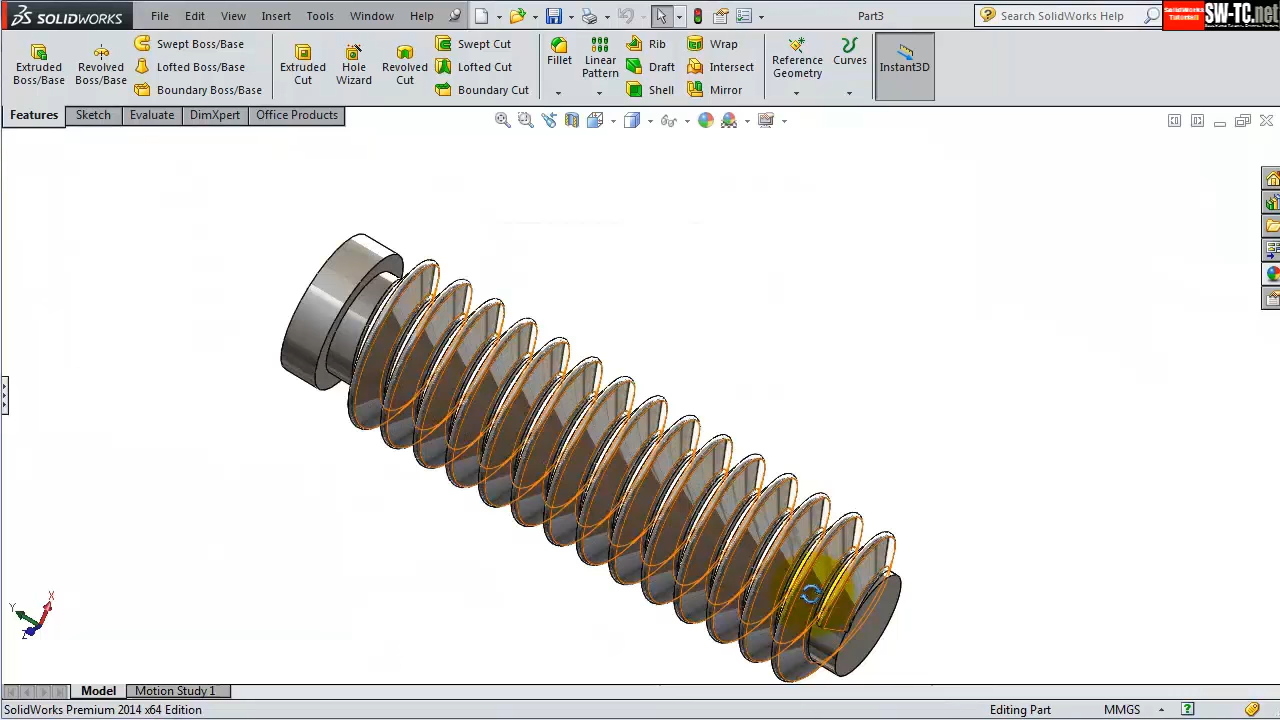 SOLIDWORKS File Edit View Insert Tools Window Help Part3 Search SolidWorks Help SolidWorks Tutorial! SW-TC.net
Extruded Boss/Base
Revolved Boss/Base
Swept Boss/Base
Lofted Boss/Base
Boundary Boss/Base
Extruded Cut
Hole Wizard
Revolved Cut
Swept Cut
Lofted Cut
Boundary Cut
Fillet
Linear Pattern
Rib
Draft
Shell
Wrap
Intersect
Mirror
Reference Geometry
Curves
Instant3D
Features Sketch Evaluate DimXpert Office Products
X
Y
Z
Model Motion Study 1
SolidWorks Premium 2014 x64 Edition Editing Part MMGS